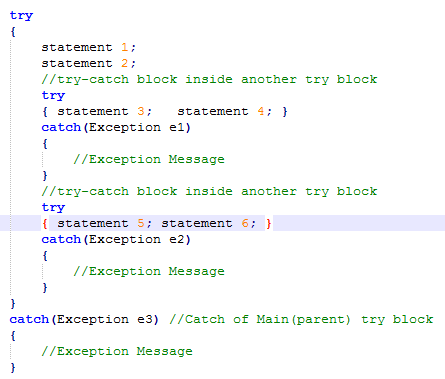 try
{
statement 1;
statement 2;
//try-catch block inside another try block
try
{ statement 3;   statement 4; }
catch(Exception e1)
{
//Exception Message
}
//try-catch block inside another try block
try
{ statement 5; statement 6; }
catch(Exception e2)
{
//Exception Message
}
}
catch(Exception e3) //Catch of Main(parent) try block
{
//Exception Message
}